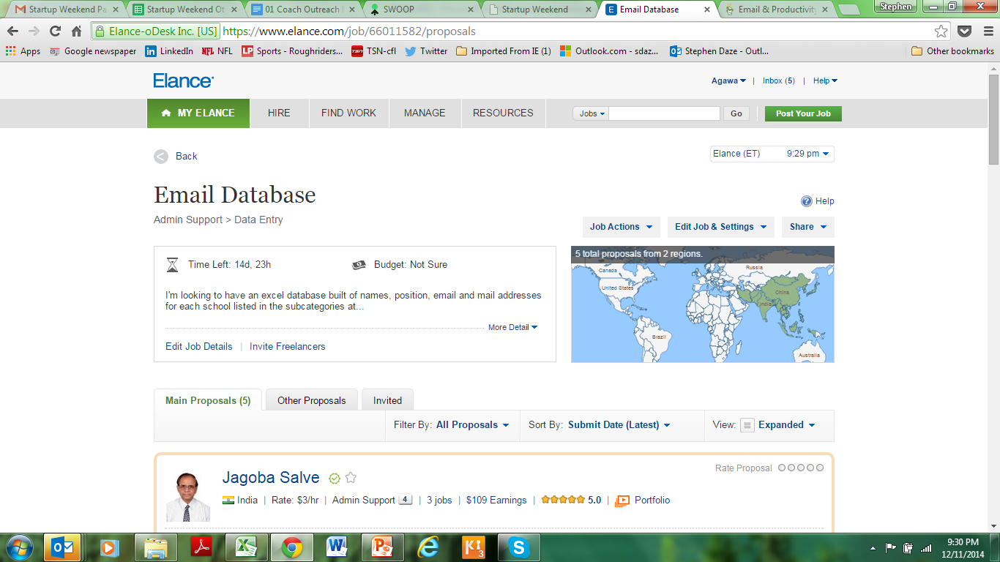 Startup Weekend Pa
Startup Weekend Ot
01 Coach Outreach
SWOOP
Startup Weekend
Email Database
Email & Productivity
Stephen
Elance-oDesk Inc. [US] https://www.elance.com/job/66011582/proposals
Apps Google newspaper LinkedIn NFL Sports - Roughriders... TSN-cfl Twitter Imported From IE (1) Outlook.com - sdaz... Stephen Daze - Outl... Other bookmarks
Elance
Agawa | Inbox (5) | Help
MY ELANCE HIRE FIND WORK MANAGE RESOURCES Jobs Go Post Your Job
Back
Elance (ET) 9:29 pm
Email Database
Help
Admin Support > Data Entry
Job Actions Edit Job & Settings Share
Time Left: 14d, 23h Budget: Not Sure
I'm looking to have an excel database built of names, position, email and mail addresses
for each school listed in the subcategories at...
More Detail
Edit Job Details | Invite Freelancers
5 total proposals from 2 regions.
Canada
Russia
United States
China
India
Brazil
Australia
Main Proposals (5) Other Proposals Invited
Filter By: All Proposals Sort By: Submit Date (Latest) View: Expanded
Rate Proposal
Jagoba Salve
India | Rate: $3/hr | Admin Support 4 | 3 jobs | $109 Earnings | 5.0 | Portfolio
9:30 PM
12/11/2014